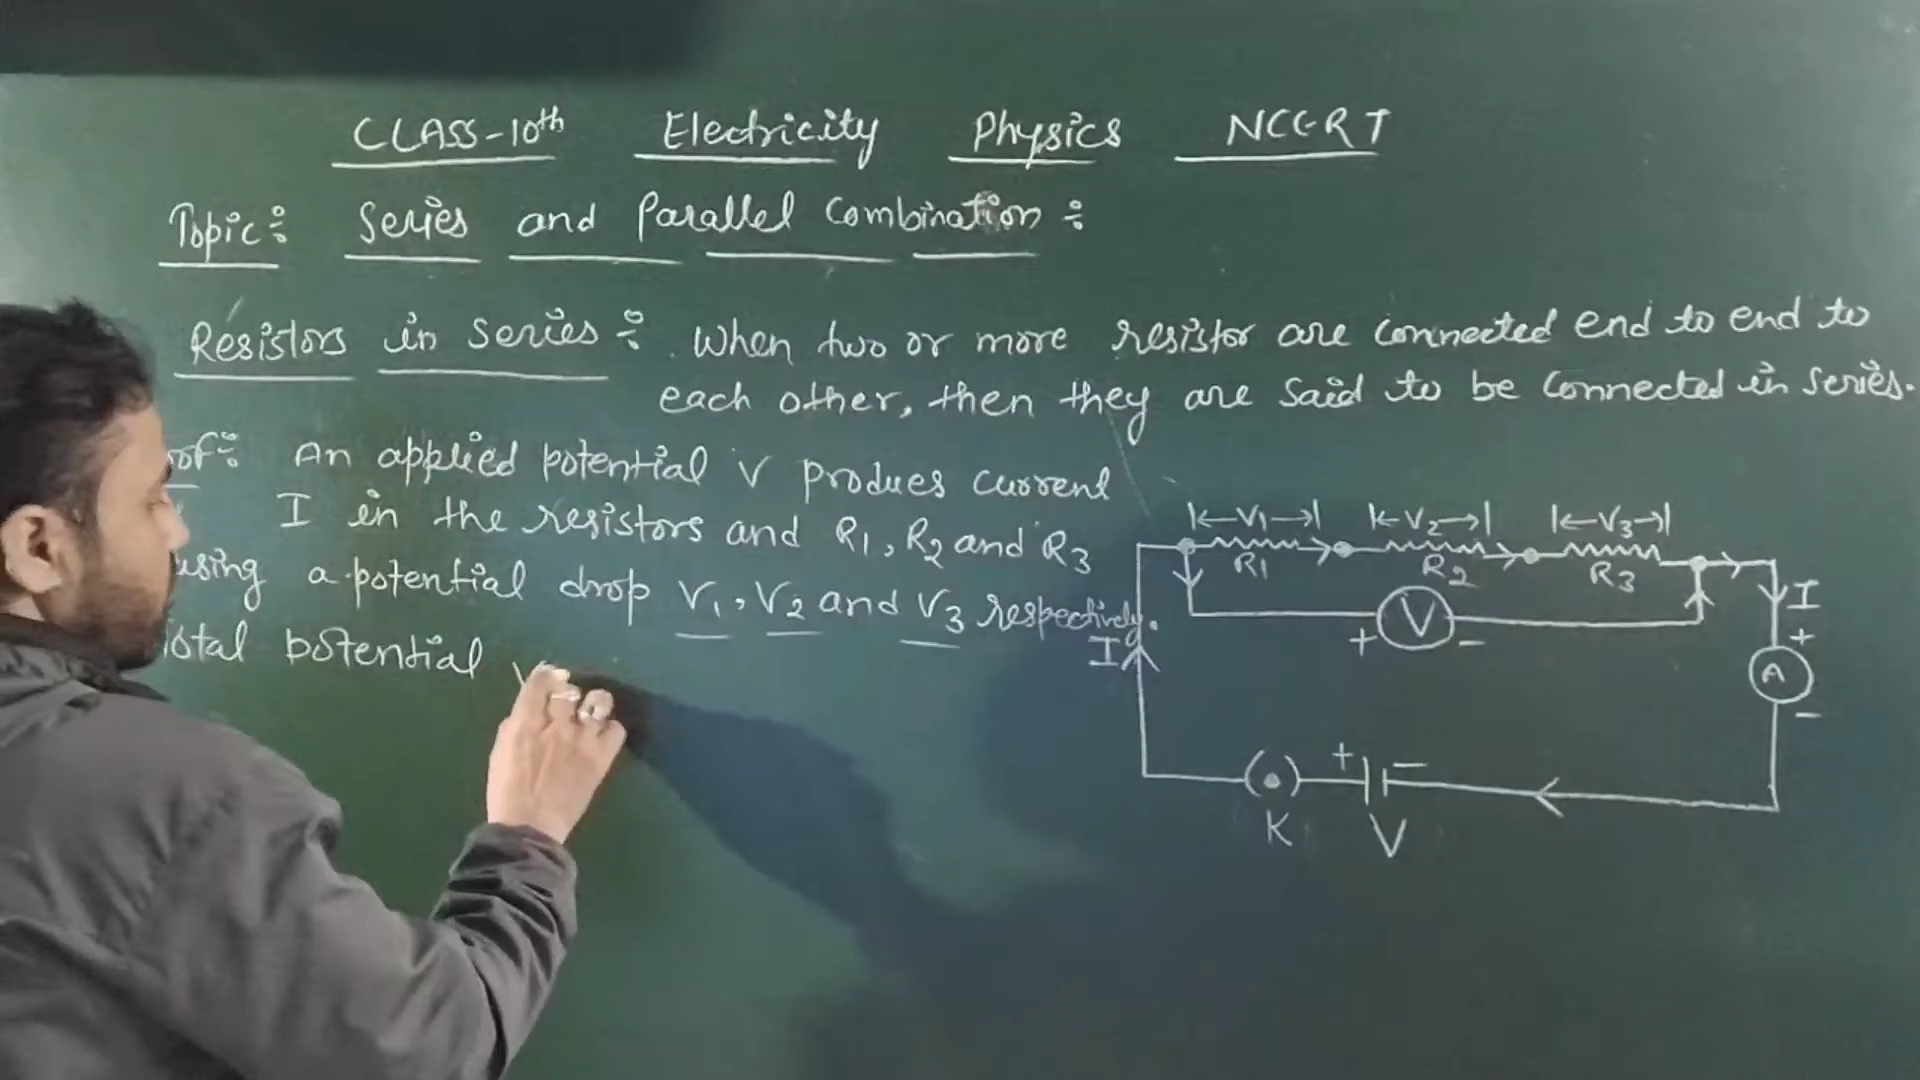 CLASS-10th Electricity Physics NCERT
Topic: Series and Parallel Combination:
Resistors in Series: When two or more resistor are connected end to end to
each other, then they are said to be connected in series.
An applied potential V produes current
I in the resistors and R1, R2 and R3
a potential drop V1, V2 and V3 respectively.
potential V
V1 V2 V3
R1 R2 R3
+ V -
I
I
+
A
-
+ -
K V